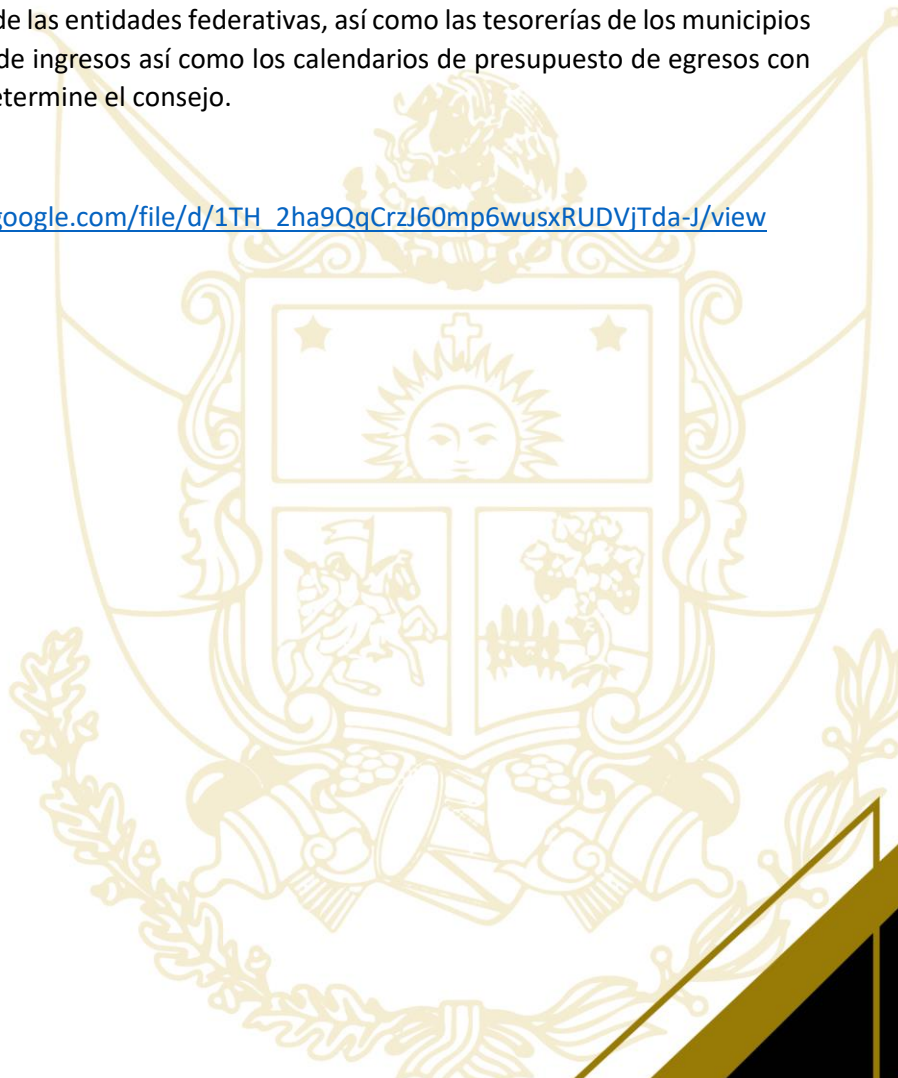 de las entidades federativas, así como las tesorerías de los municipios
de ingresos así como los calendarios de presupuesto de egresos con
etermine el consejo.
google.com/file/d/1TH_2ha9QqCrzJ60mp6wusxRUDVjTda-J/view